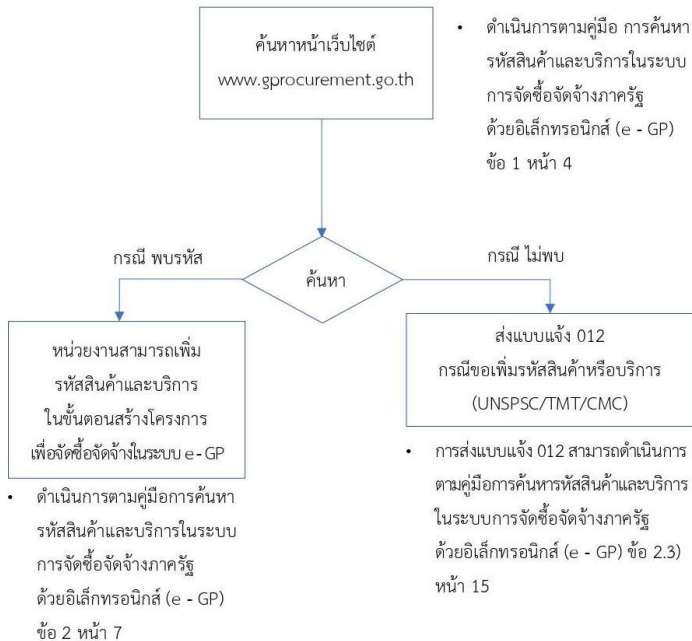 ค้นหาหน้าเว็บไซต์
www.gprocurement.go.th
• ดำเนินการตามคู่มือ การค้นหา
รหัสสินค้าและบริการในระบบ
การจัดซื้อจัดจ้างภาครัฐ
ด้วยอิเล็กทรอนิกส์ (e - GP)
ข้อ 1 หน้า 4
กรณี พบรหัส
ค้นหา
กรณี ไม่พบ
หน่วยงานสามารถเพิ่ม
รหัสสินค้าและบริการ
ในขั้นตอนสร้างโครงการ
เพื่อจัดซื้อจัดจ้างในระบบ e - GP
• ดำเนินการตามคู่มือการค้นหา
รหัสสินค้าและบริการในระบบ
การจัดซื้อจัดจ้างภาครัฐ
ด้วยอิเล็กทรอนิกส์ (e - GP)
ข้อ 2 หน้า 7
ส่งแบบแจ้ง 012
กรณีขอเพิ่มรหัสสินค้าหรือบริการ
(UNSPSC/TMT/CMC)
• การส่งแบบแจ้ง 012 สามารถดำเนินการ
ตามคู่มือการค้นหารหัสสินค้าและบริการ
ในระบบการจัดซื้อจัดจ้างภาครัฐ
ด้วยอิเล็กทรอนิกส์ (e - GP) ข้อ 2.3)
หน้า 15